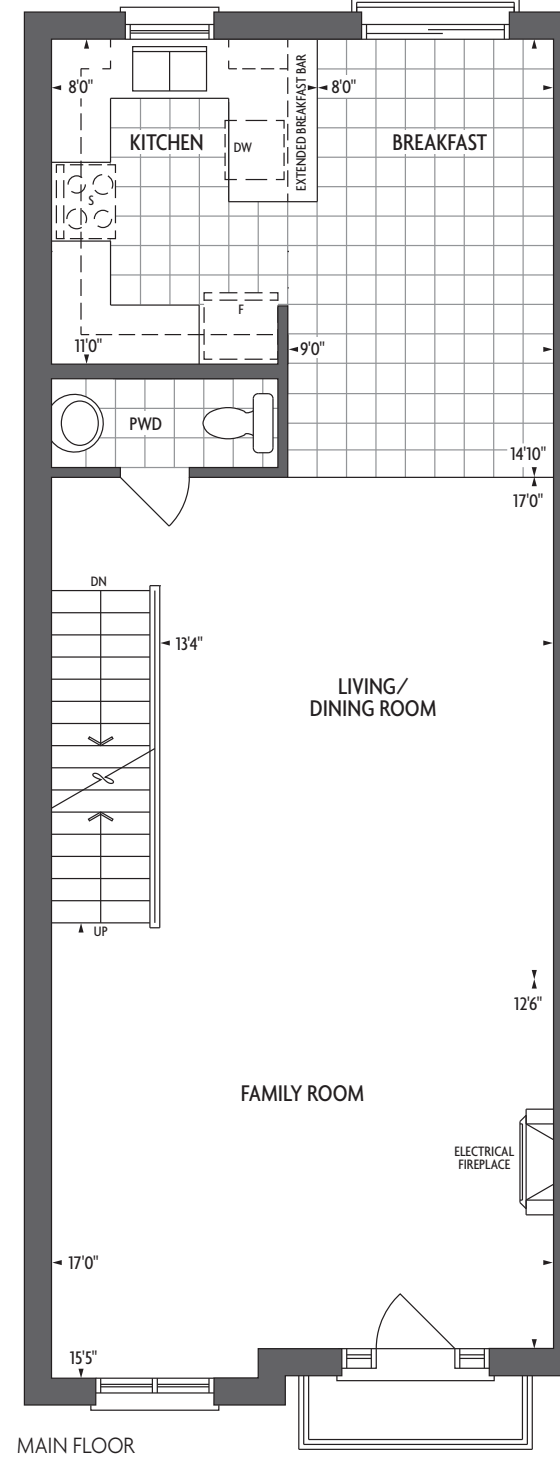 8'0"
EXTENDED BREAKFAST BAR
8'0"
KITCHEN
DW
BREAKFAST
S
F
11'0"
9'0"
PWD
14'10"
17'0"
DN
13'4"
LIVING/
DINING ROOM
UP
12'6"
FAMILY ROOM
ELECTRICAL
FIREPLACE
17'0"
15'5"
MAIN FLOOR